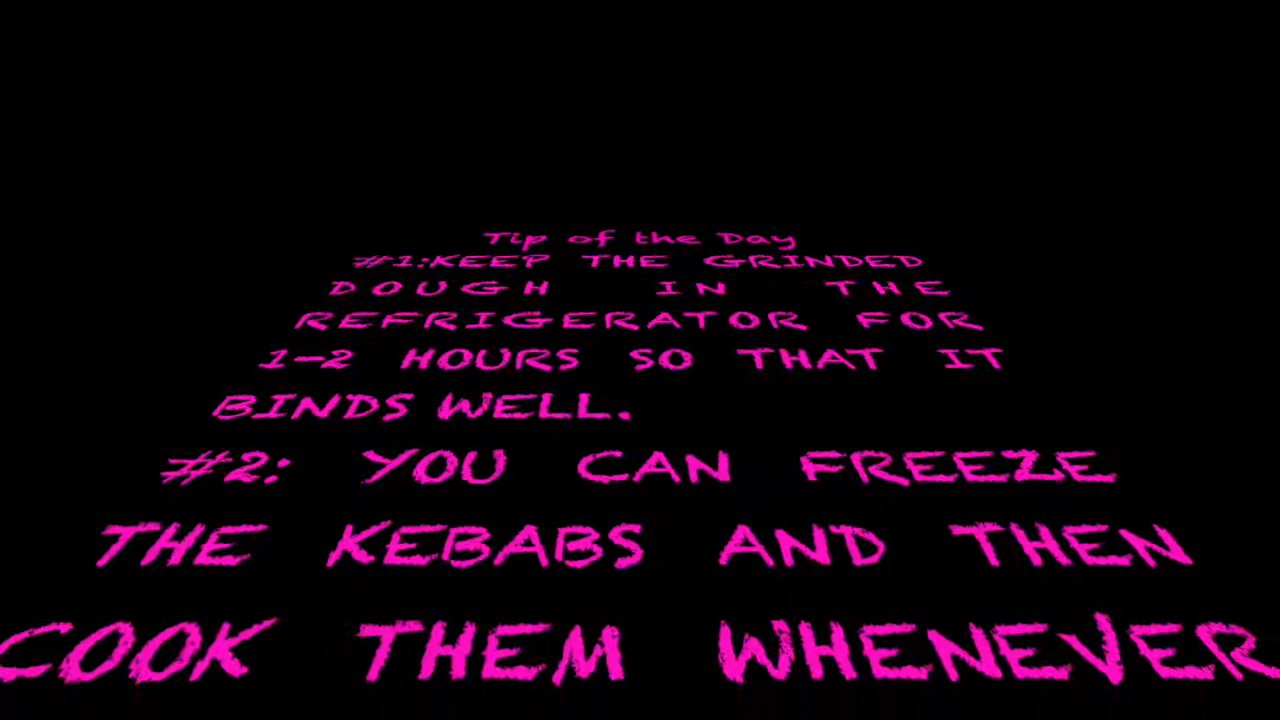 Tip of the Day
#1:KEEP THE GRINDED
DOUGH IN THE
REFRIGERATOR FOR
1-2 HOURS SO THAT IT
BINDS WELL.
#2: YOU CAN FREEZE
THE KEBABS AND THEN
COOK THEM WHENEVER